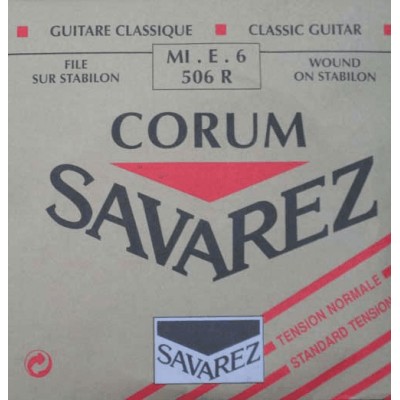 GUITARE CLASSIQUE
CLASSIC GUITAR
FILE
SUR STABILON
MI . E . 6
506 R
WOUND
ON STABILON
CORUM
SAVAREZ
TENSION NORMALE
STANDARD TENSION
SAVAREZ